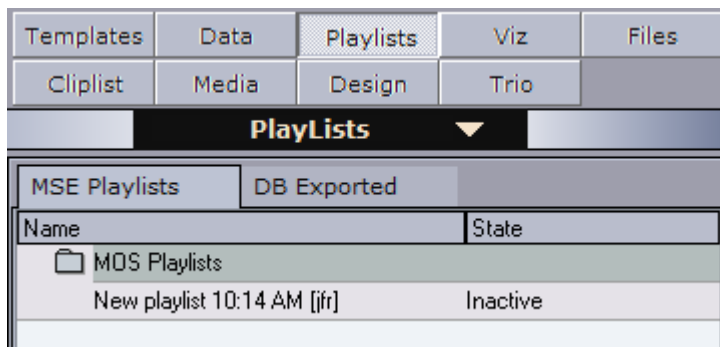 Templates Data Playlists Viz Files
Cliplist Media Design Trio
PlayLists
MSE Playlists DB Exported
Name State
MOS Playlists
New playlist 10:14 AM [jfr] Inactive